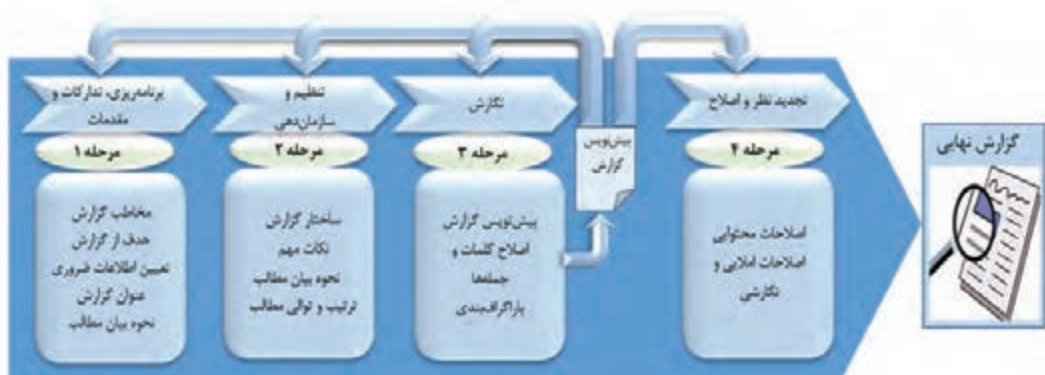 برنامه‌ریزی، تدارکات و
مقدمات
مرحله ۱
مخاطب گزارش
هدف از گزارش
تعیین اطلاعات ضروری
عنوان گزارش
نحوه بیان مطالب
تنظیم و
سازمان‌دهی
مرحله ۲
ساختار گزارش
نکات مهم
نحوه بیان مطالب
ترتیب و توالی مطالب
نگارش
مرحله ۳
پیش‌نویس گزارش
اصلاح کلمات و
جمله‌ها
پاراگراف‌بندی
پیش‌نویس
گزارش
تجدید نظر و اصلاح
مرحله ۴
اصلاحات محتوایی
اصلاحات املایی و
نگارشی
گزارش نهایی